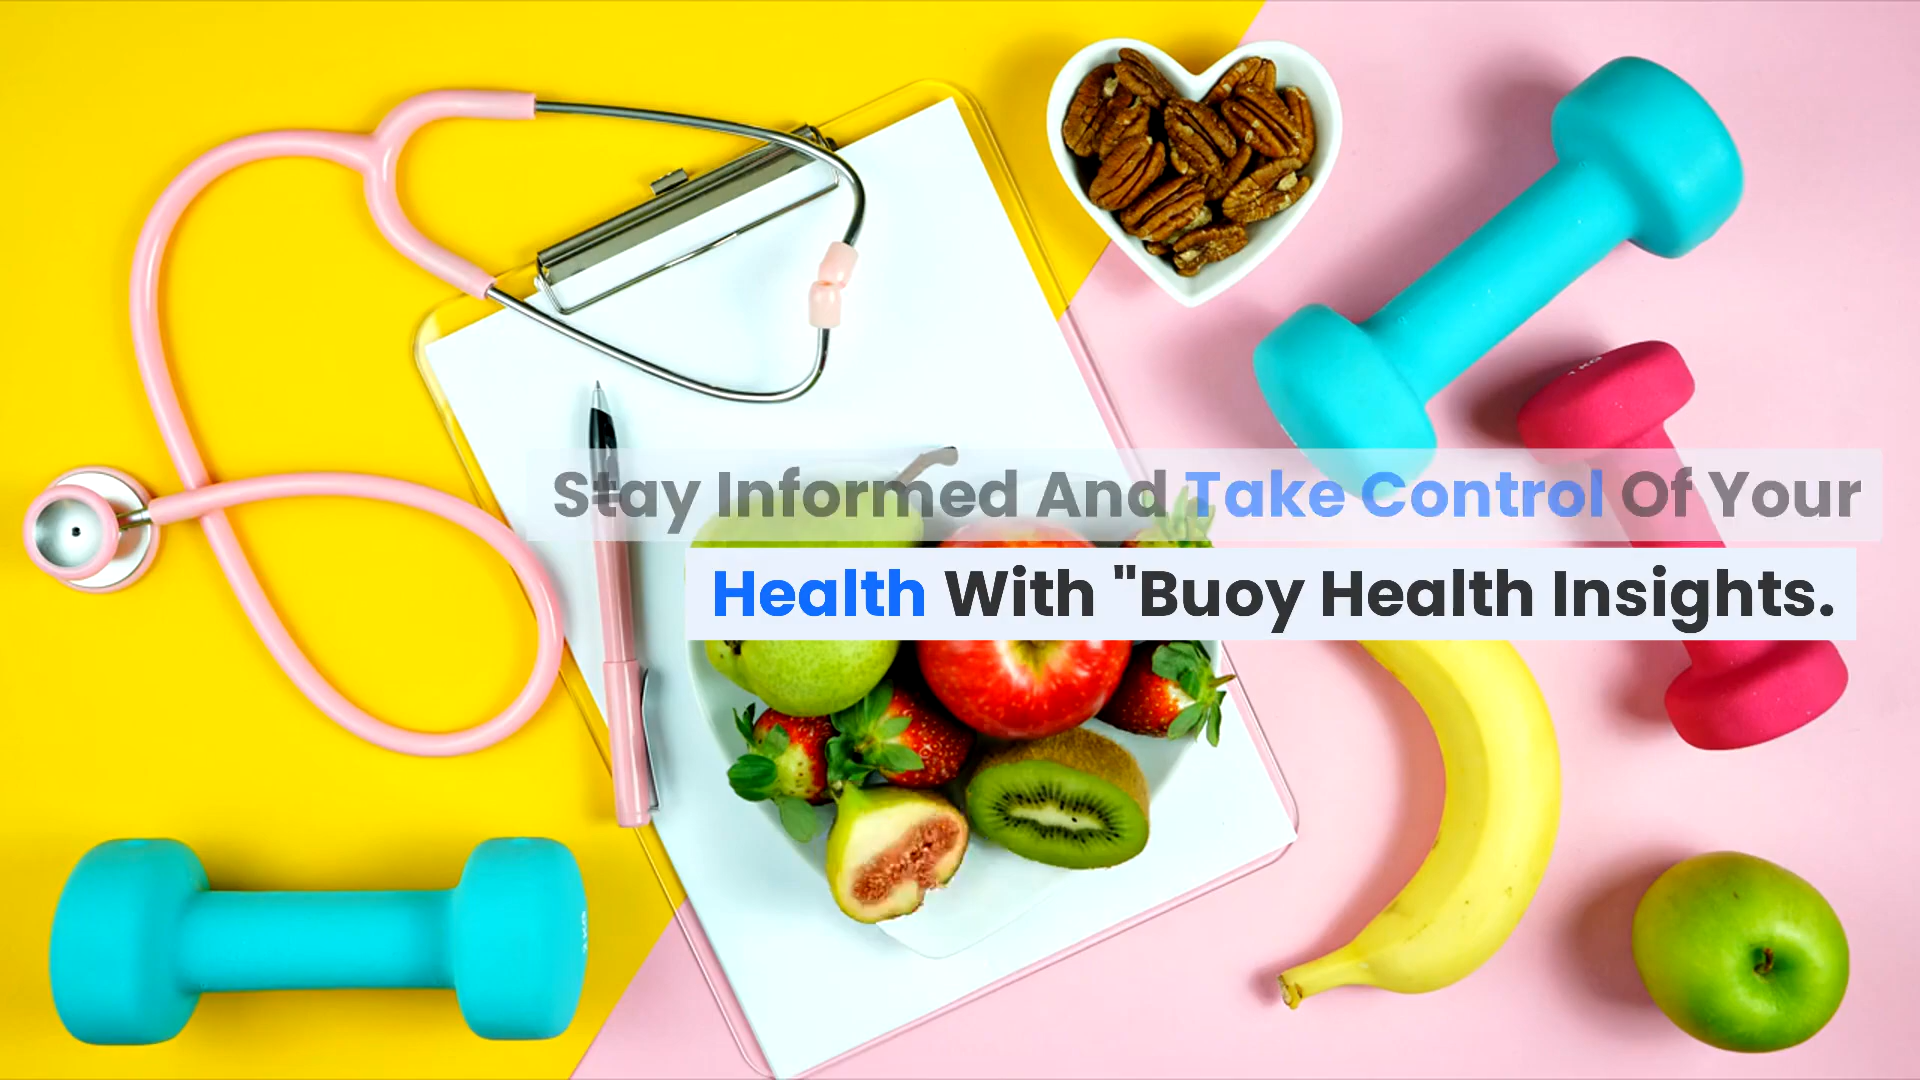 Stay Informed And Take Control Of Your
Health With "Buoy Health Insights.